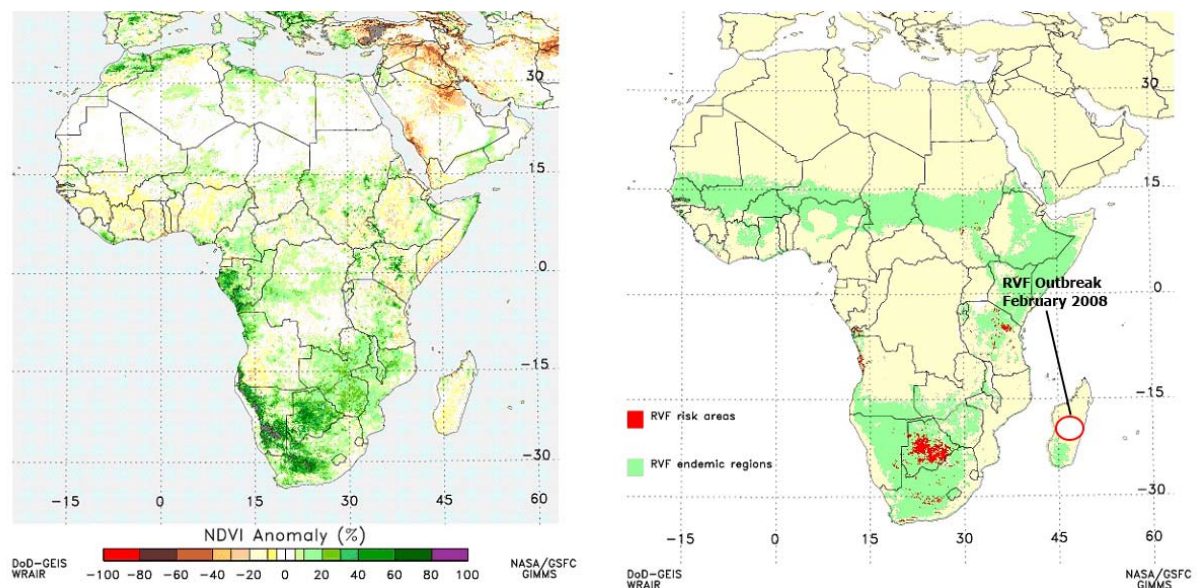 30
15
0
-15
-30
-15 0 15 30 45 60
NDVI Anomaly (%)
DoD-GEIS
WRAIR
-100 -80 -60 -40 -20 0 20 40 60 80 100
NASA/GSFC
GIMMS
30
15
0
RVF Outbreak
February 2008
-15
RVF risk areas
RVF endemic regions
-30
-15 0 15 30 45 60
DoD-GEIS
WRAIR
NASA/GSFC
GIMMS